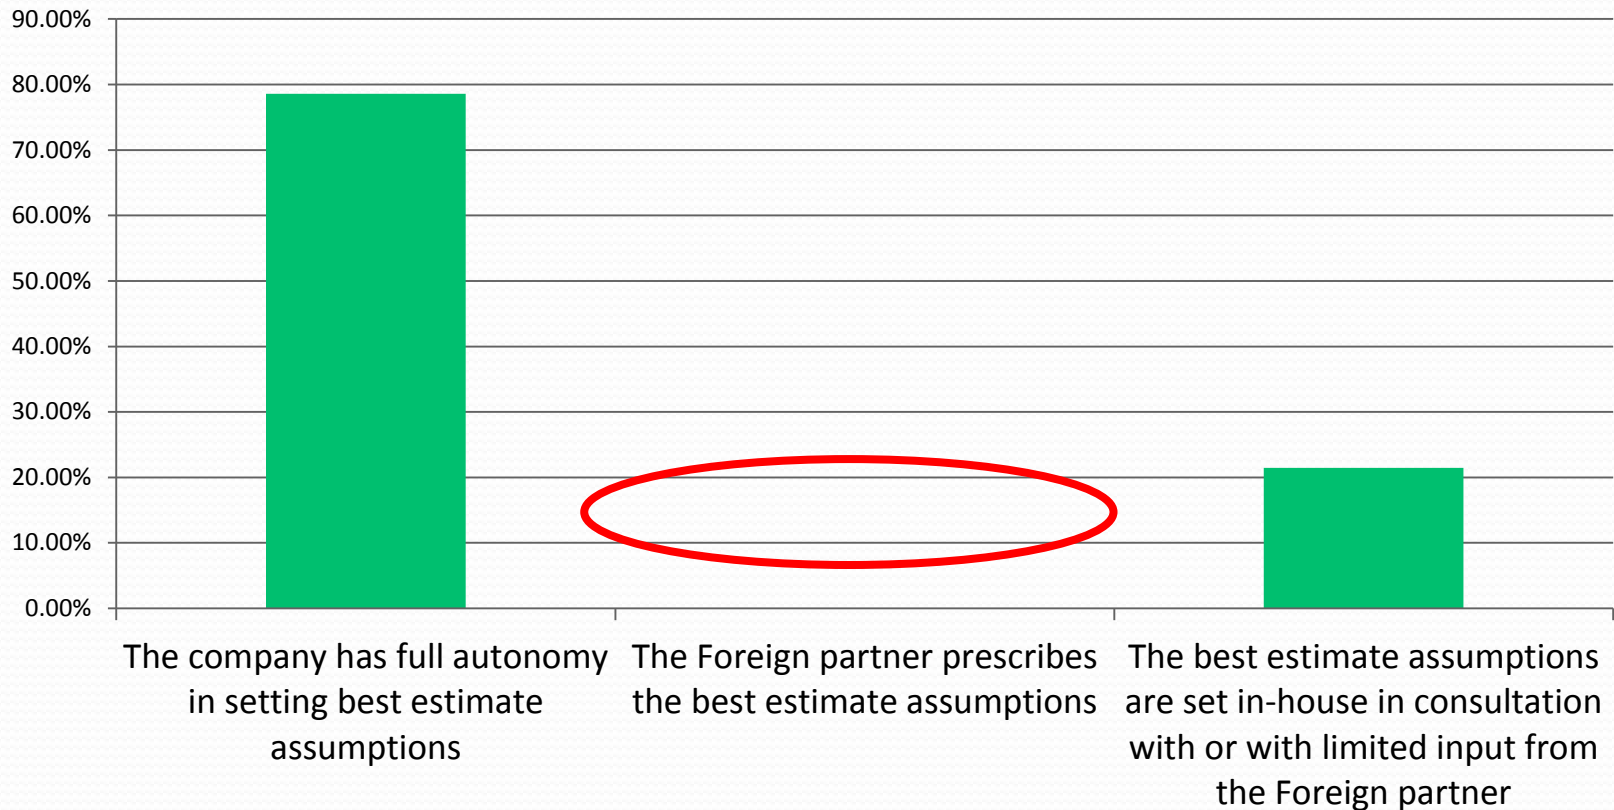 90.00%
80.00%
70.00%
60.00%
50.00%
40.00%
30.00%
20.00%
10.00%
0.00%
The company has full autonomy
in setting best estimate
assumptions
The Foreign partner prescribes
the best estimate assumptions
The best estimate assumptions
are set in-house in consultation
with or with limited input from
the Foreign partner